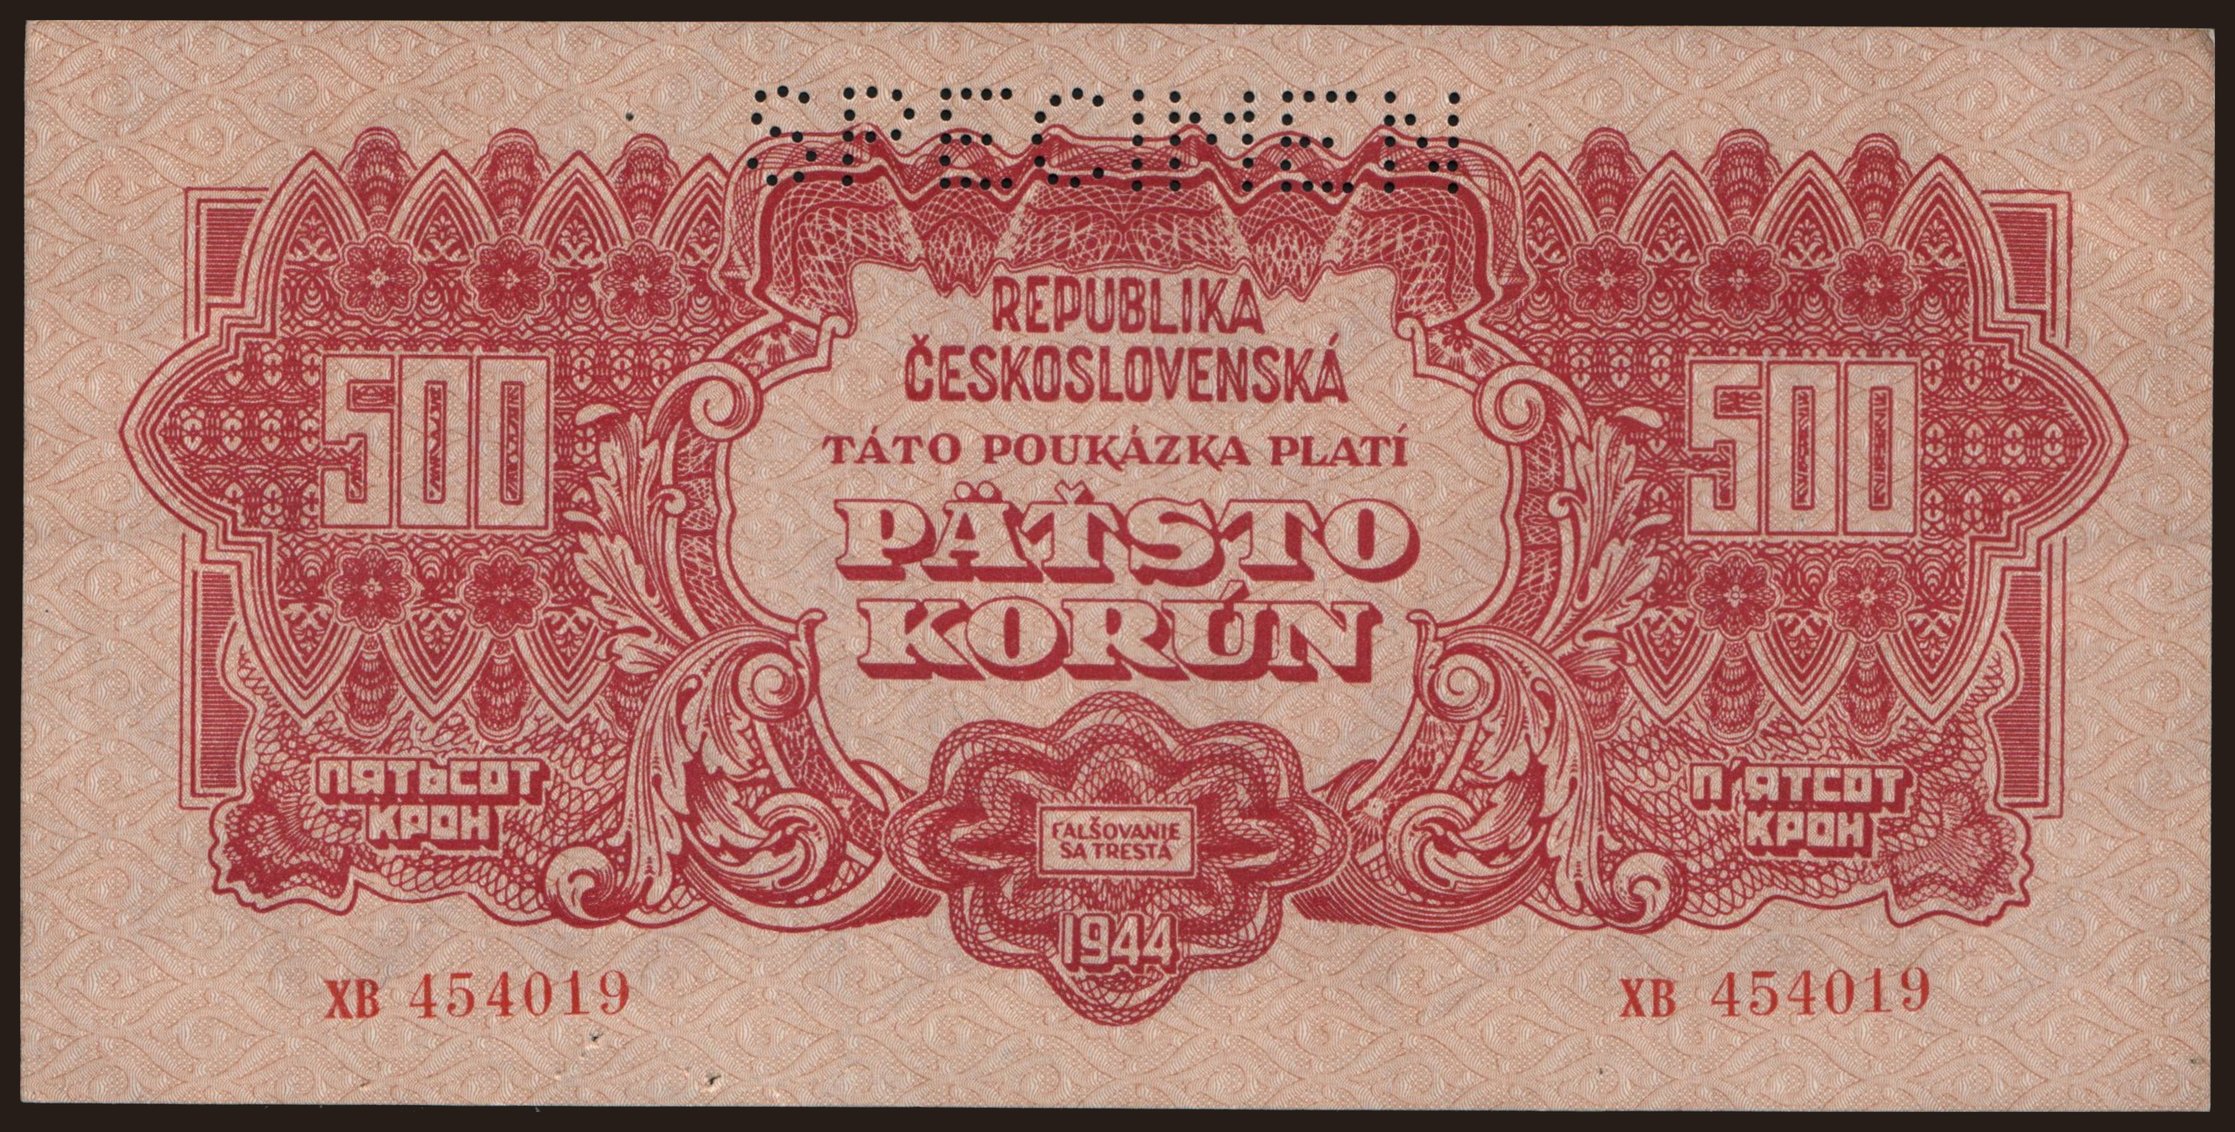 SPECIMEN
REPUBLIKA
ČESKOSLOVENSKÁ
TÁTO POUKÁZKA PLATÍ
PÄŤSTO
KORÚN
500
500
ПЯТЬСОТ
КРОН
П'ЯТСОТ
КРОН
FALŠOVANIE
SA TRESTÁ
1944
XB 454019
XB 454019